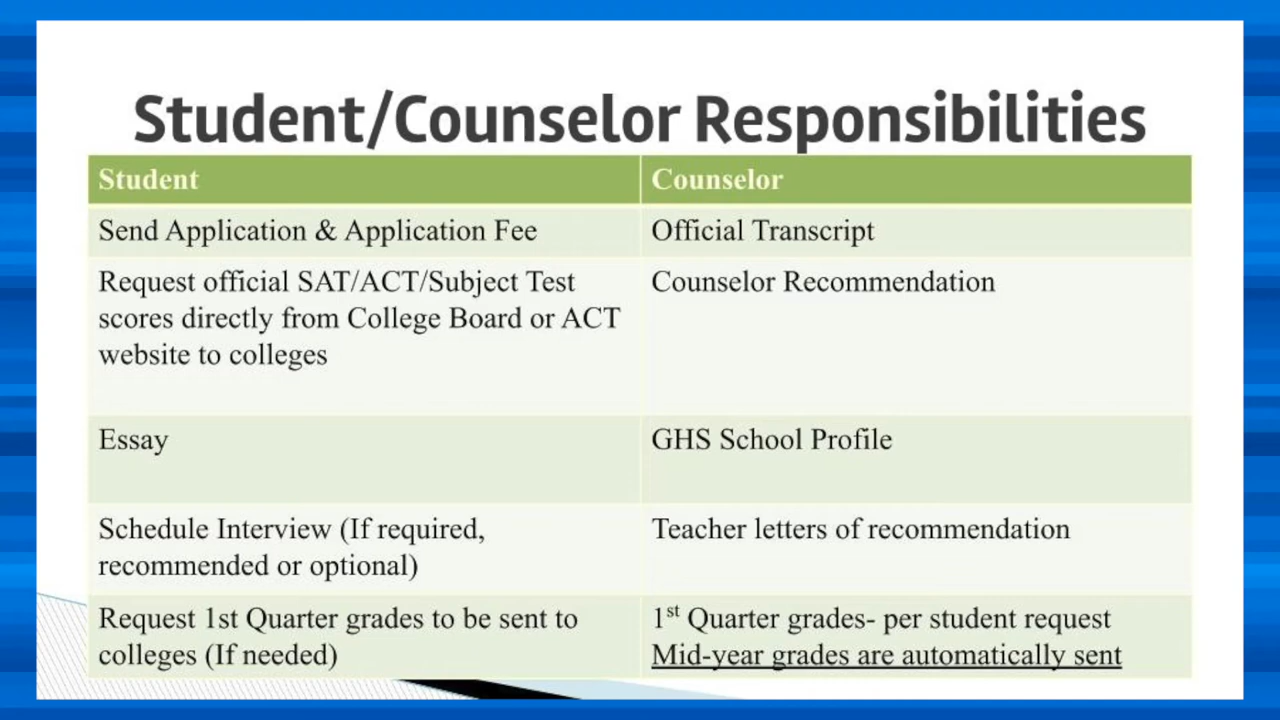 Student/Counselor Responsibilities
Student
Counselor
Send Application & Application Fee
Official Transcript
Request official SAT/ACT/Subject Test
scores directly from College Board or ACT
website to colleges
Counselor Recommendation
Essay
GHS School Profile
Schedule Interview (If required,
recommended or optional)
Teacher letters of recommendation
Request 1st Quarter grades to be sent to
colleges (If needed)
1st Quarter grades- per student request
Mid-year grades are automatically sent